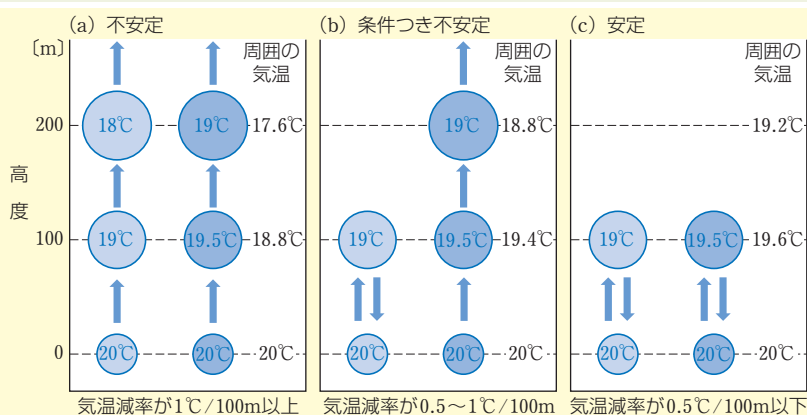 (a) 不安定
(b) 条件つき不安定
(c) 安定
〔m〕
周囲の
気温
周囲の
気温
周囲の
気温
200
18℃
19℃
17.6℃
19℃
18.8℃
19.2℃
高度
100
19℃
19.5℃
18.8℃
19℃
19.5℃
19.4℃
19℃
19.5℃
19.6℃
0
20℃
20℃
20℃
20℃
20℃
20℃
20℃
20℃
20℃
気温減率が1℃/100m以上
気温減率が0.5〜1℃/100m
気温減率が0.5℃/100m以下